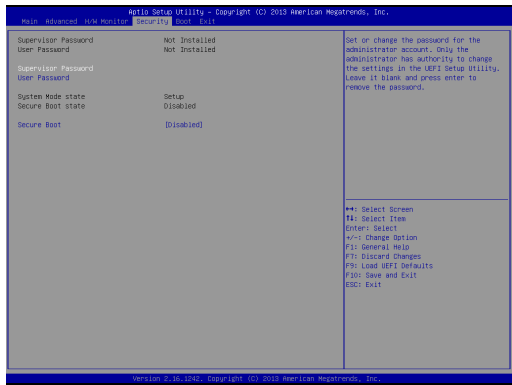 Aptio Setup Utility – Copyright (C) 2013 American Megatrends, Inc.
Main Advanced H/W Monitor Security Boot Exit
Supervisor Password Not Installed
User Password Not Installed
Supervisor Password
User Password
System Mode state Setup
Secure Boot state Disabled
Secure Boot [Disabled]
Set or change the password for the
administrator account. Only the
administrator has authority to change
the settings in the UEFI Setup Utility.
Leave it blank and press enter to
remove the password.
→←: Select Screen
↑↓: Select Item
Enter: Select
+/-: Change Option
F1: General Help
F7: Discard Changes
F9: Load UEFI Defaults
F10: Save and Exit
ESC: Exit
Version 2.16.1242. Copyright (C) 2013 American Megatrends, Inc.